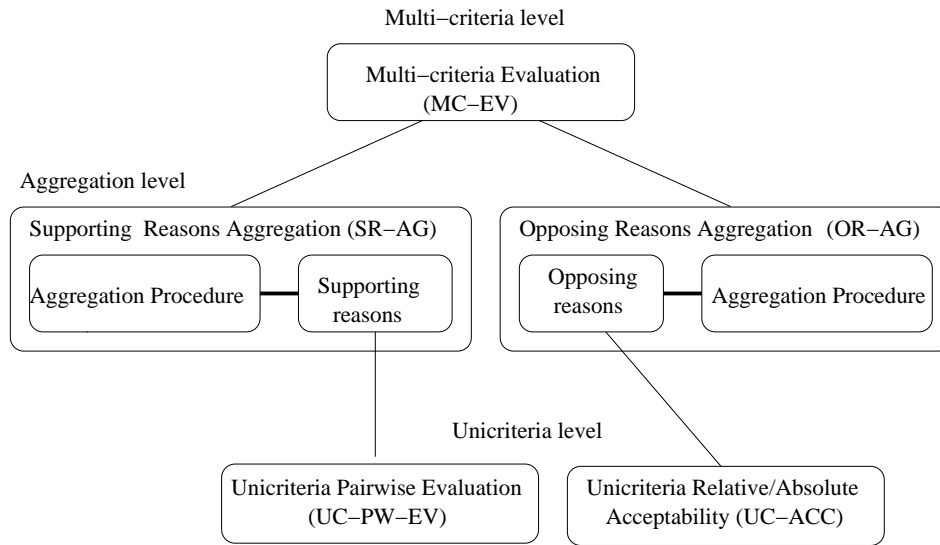 Multi−criteria level
Multi−criteria Evaluation
(MC−EV)
Aggregation level
Supporting Reasons Aggregation (SR−AG)
Aggregation Procedure
Supporting
reasons
Opposing Reasons Aggregation (OR−AG)
Opposing
reasons
Aggregation Procedure
Unicriteria level
Unicriteria Pairwise Evaluation
(UC−PW−EV)
Unicriteria Relative/Absolute
Acceptability (UC−ACC)